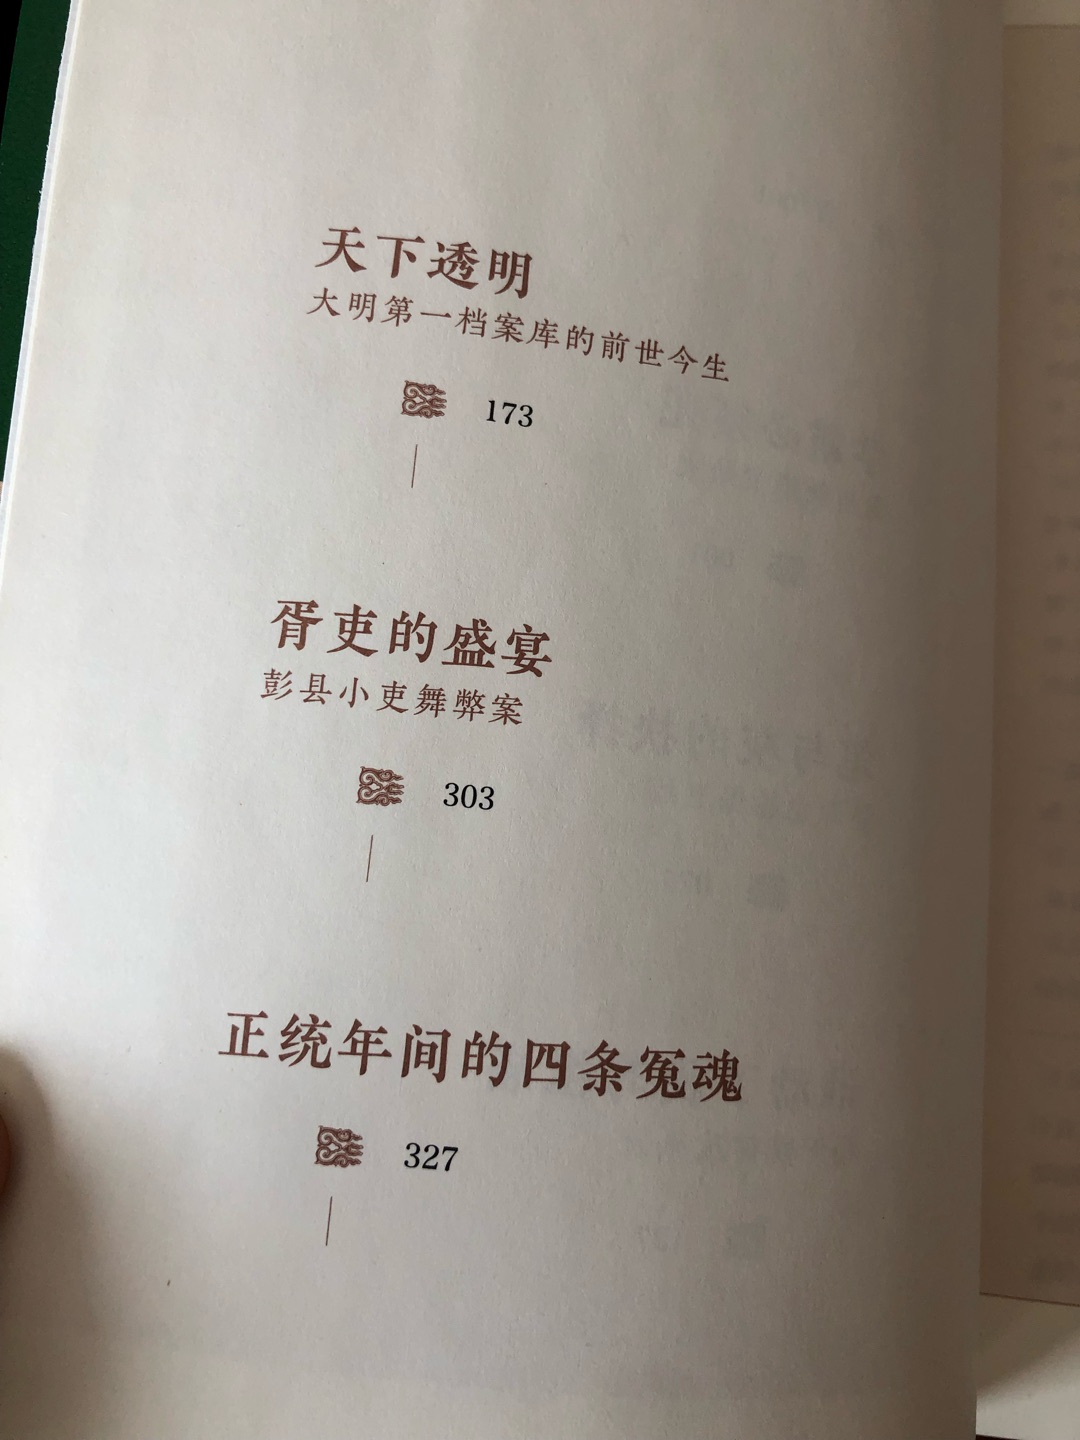 天下透明
大明第一档案库的前世今生
173
胥吏的盛宴
彭县小吏舞弊案
303
正统年间的四条冤魂
327